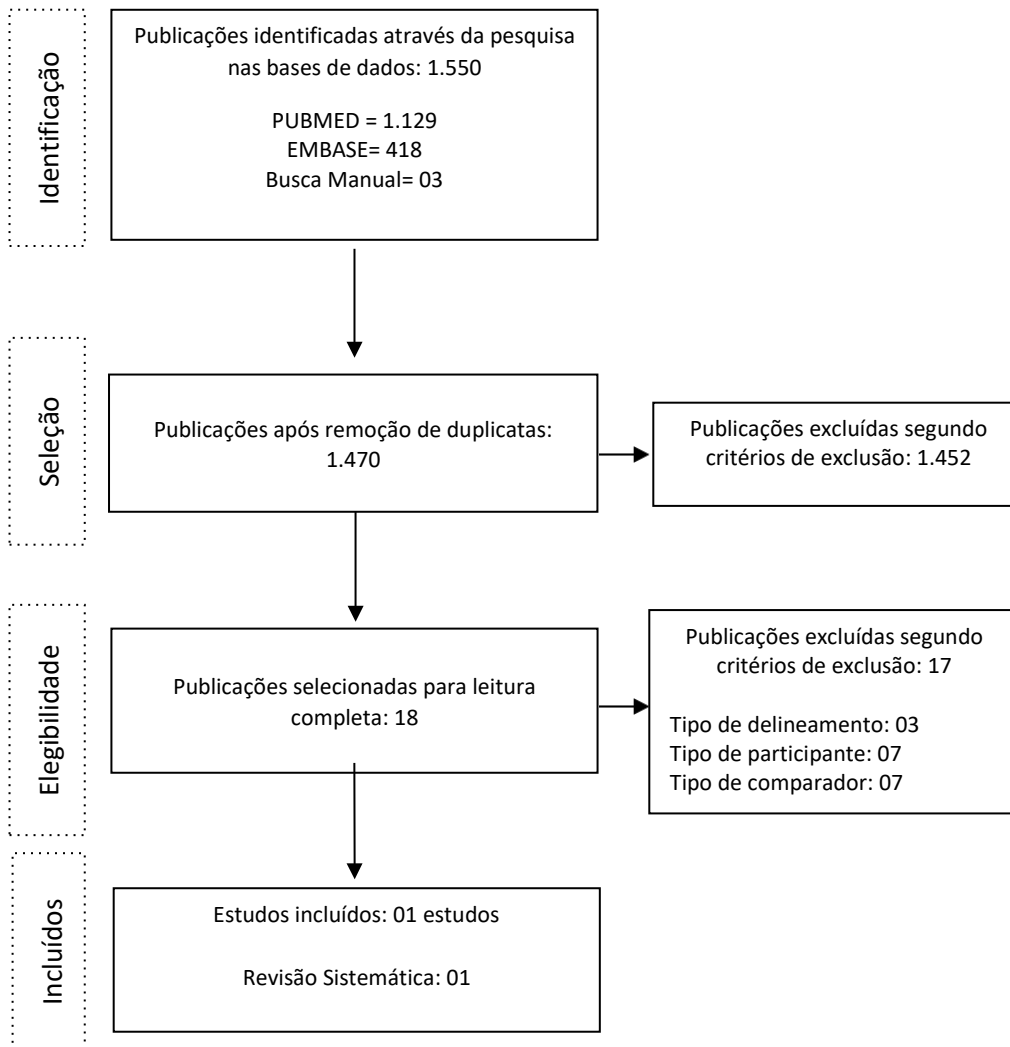 Identificação
Publicações identificadas através da pesquisa
nas bases de dados: 1.550
PUBMED = 1.129
EMBASE= 418
Busca Manual= 03
Seleção
Publicações após remoção de duplicatas:
1.470
Publicações excluídas segundo
critérios de exclusão: 1.452
Elegibilidade
Publicações selecionadas para leitura
completa: 18
Publicações excluídas segundo
critérios de exclusão: 17
Tipo de delineamento: 03
Tipo de participante: 07
Tipo de comparador: 07
Incluídos
Estudos incluídos: 01 estudos
Revisão Sistemática: 01